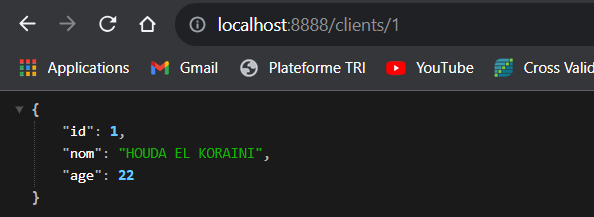 localhost:8888/clients/1
Applications Gmail Plateforme TRI YouTube Cross Valid
{
"id": 1,
"nom": "HOUDA EL KORAINI",
"age": 22
}